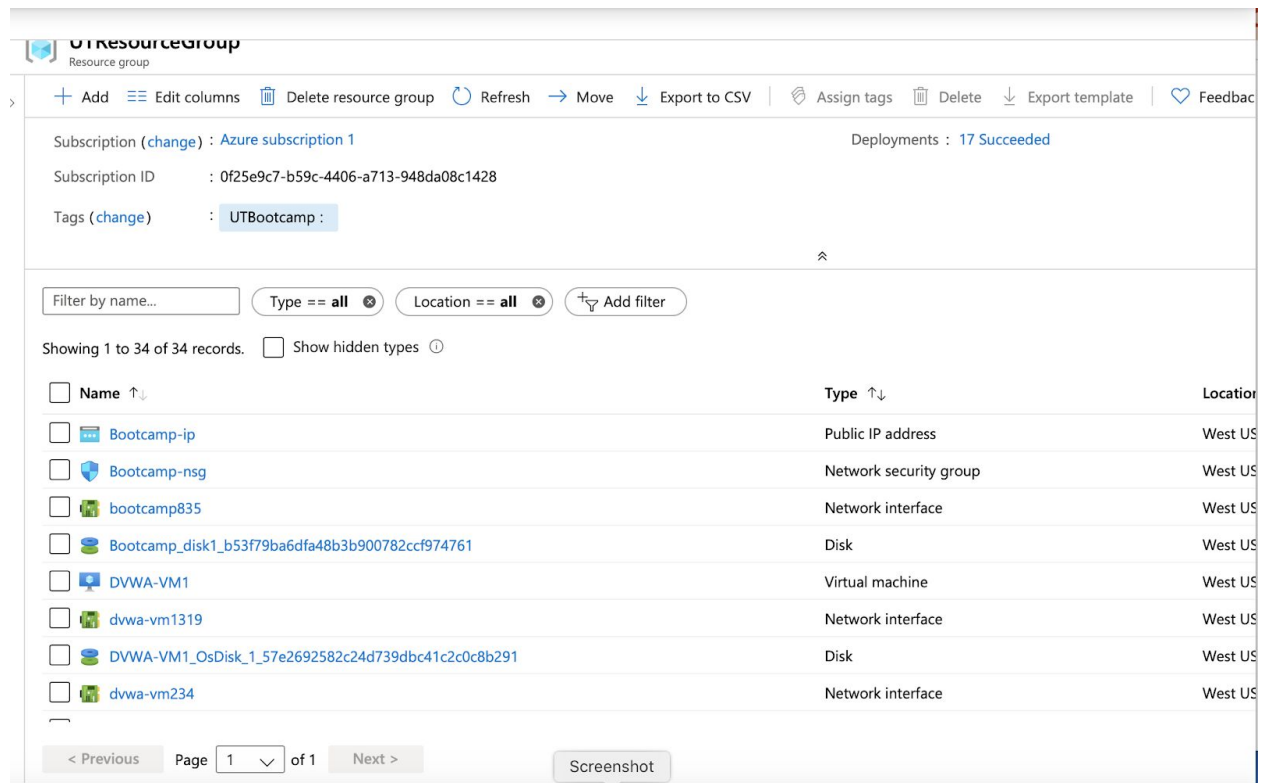 UTResourceGroup
Resource group
Add Edit columns Delete resource group Refresh Move Export to CSV Assign tags Delete Export template Feedbac
Subscription (change) : Azure subscription 1 Deployments : 17 Succeeded
Subscription ID : 0f25e9c7-b59c-4406-a713-948da08c1428
Tags (change) : UTBootcamp :
Filter by name... Type == all Location == all Add filter
Showing 1 to 34 of 34 records. Show hidden types
Name Type Location
Bootcamp-ip Public IP address West US
Bootcamp-nsg Network security group West US
bootcamp835 Network interface West US
Bootcamp_disk1_b53f79ba6dfa48b3b900782ccf974761 Disk West US
DVWA-VM1 Virtual machine West US
dvwa-vm1319 Network interface West US
DVWA-VM1_OsDisk_1_57e2692582c24d739dbc41c2c0c8b291 Disk West US
dvwa-vm234 Network interface West US
< Previous Page 1 of 1 Next >
Screenshot